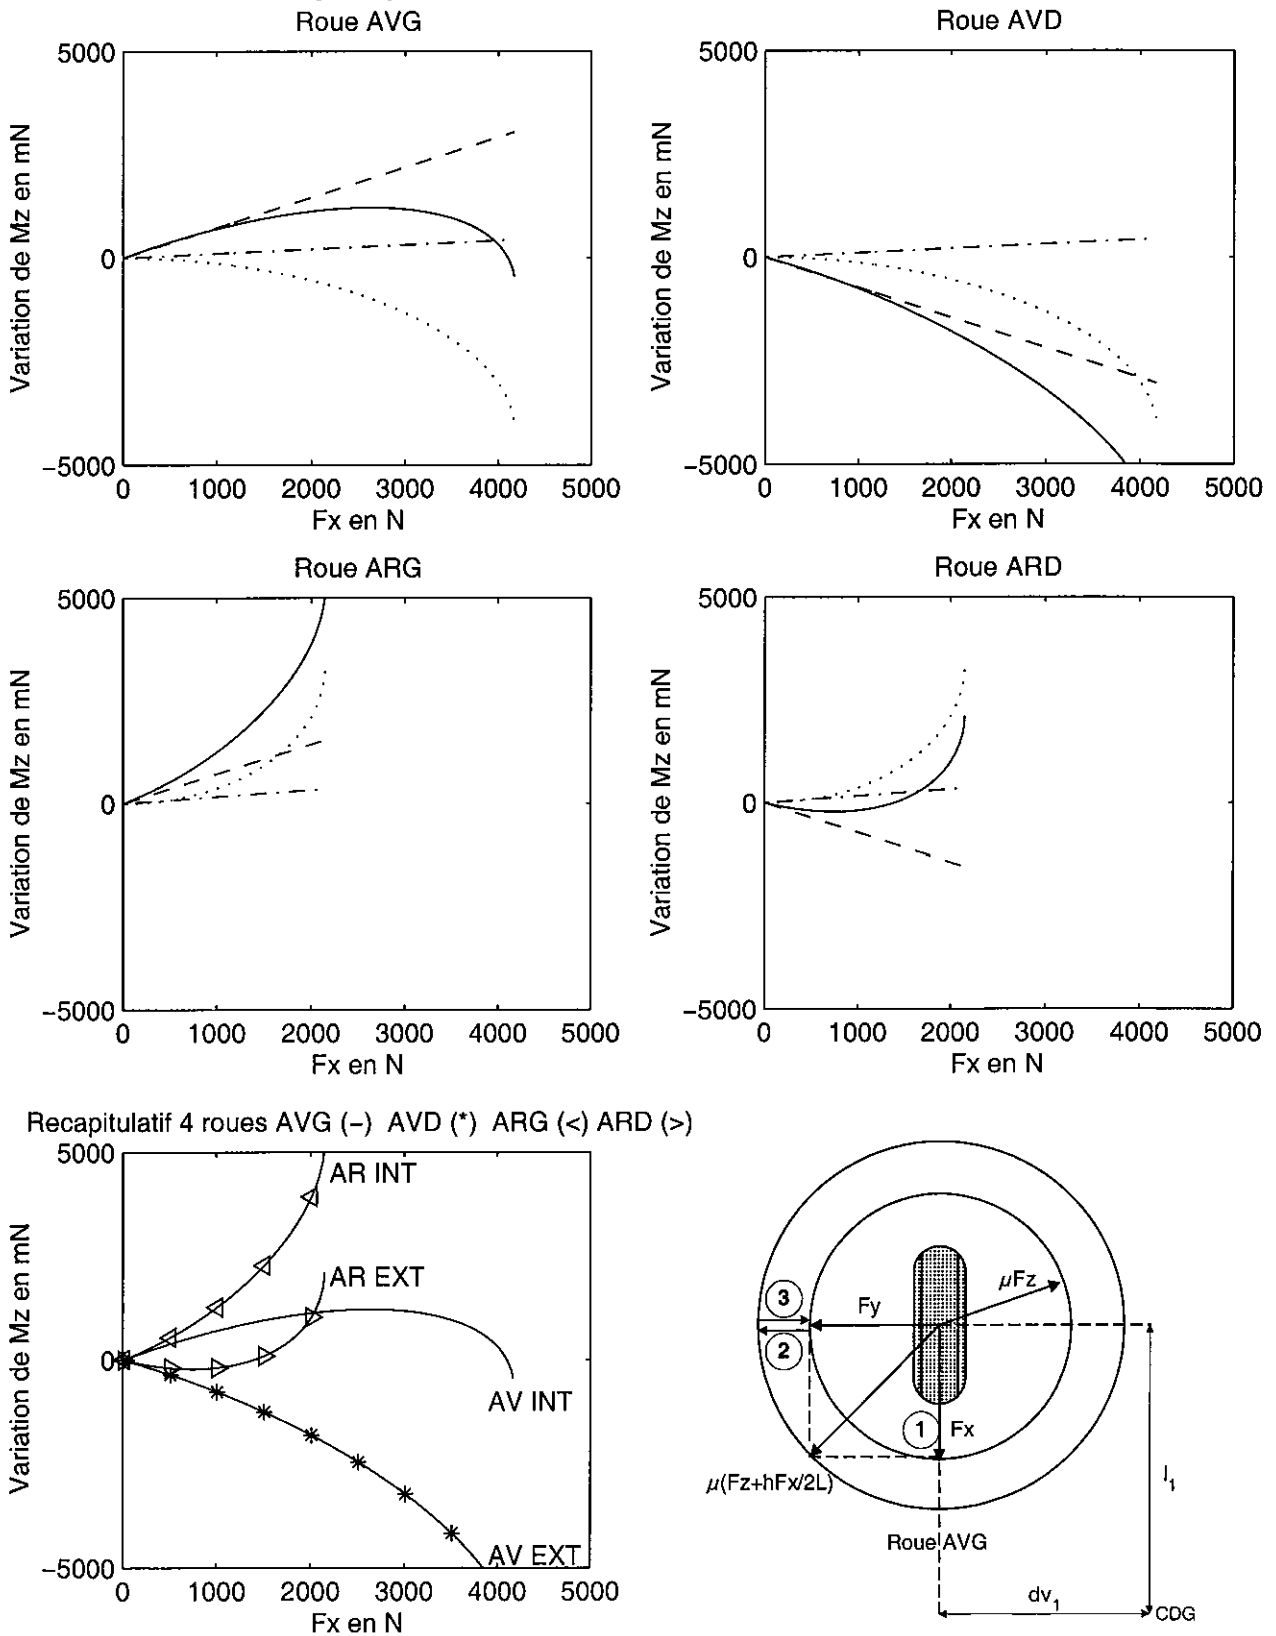 Roue AVG
Roue AVD
5000
0
−5000
Variation de Mz en mN
0 1000 2000 3000 4000 5000
Fx en N
5000
0
−5000
Variation de Mz en mN
0 1000 2000 3000 4000 5000
Fx en N
Roue ARG
Roue ARD
5000
0
−5000
Variation de Mz en mN
0 1000 2000 3000 4000 5000
Fx en N
5000
0
−5000
Variation de Mz en mN
0 1000 2000 3000 4000 5000
Fx en N
Recapitulatif 4 roues AVG (−) AVD (*) ARG (<) ARD (>)
5000
0
−5000
Variation de Mz en mN
AR INT
AR EXT
AV INT
AV EXT
0 1000 2000 3000 4000 5000
Fx en N
μFz
3
Fy
2
1
Fx
μ(Fz+hFx/2L)
l₁
Roue AVG
dv₁
CDG